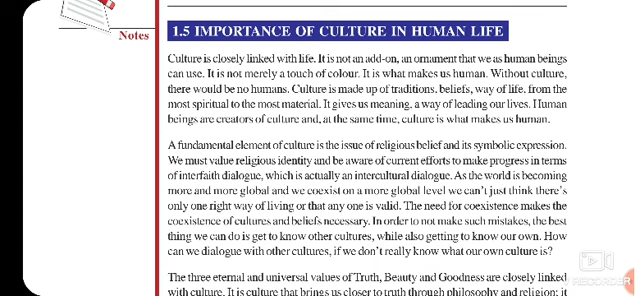 1.5 IMPORTANCE OF CULTURE IN HUMAN LIFE
Notes
Culture is closely linked with life. It is not an add-on, an ornament that we as human beings
can use. It is not merely a touch of colour. It is what makes us human. Without culture,
there would be no humans. Culture is made up of traditions, beliefs, way of life, from the
most spiritual to the most material. It gives us meaning, a way of leading our lives. Human
beings are creators of culture and, at the same time, culture is what makes us human.
A fundamental element of culture is the issue of religious belief and its symbolic expression.
We must value religious identity and be aware of current efforts to make progress in terms
of interfaith dialogue, which is actually an intercultural dialogue. As the world is becoming
more and more global and we coexist on a more global level we can't just think there's
only one right way of living or that any one is valid. The need for coexistence makes the
coexistence of cultures and beliefs necessary. In order to not make such mistakes, the best
thing we can do is get to know other cultures, while also getting to know our own. How
can we dialogue with other cultures, if we don't really know what our own culture is?
The three eternal and universal values of Truth, Beauty and Goodness are closely linked
with culture. It is culture that brings us closer to truth through philosophy and religion; it
RECORDER